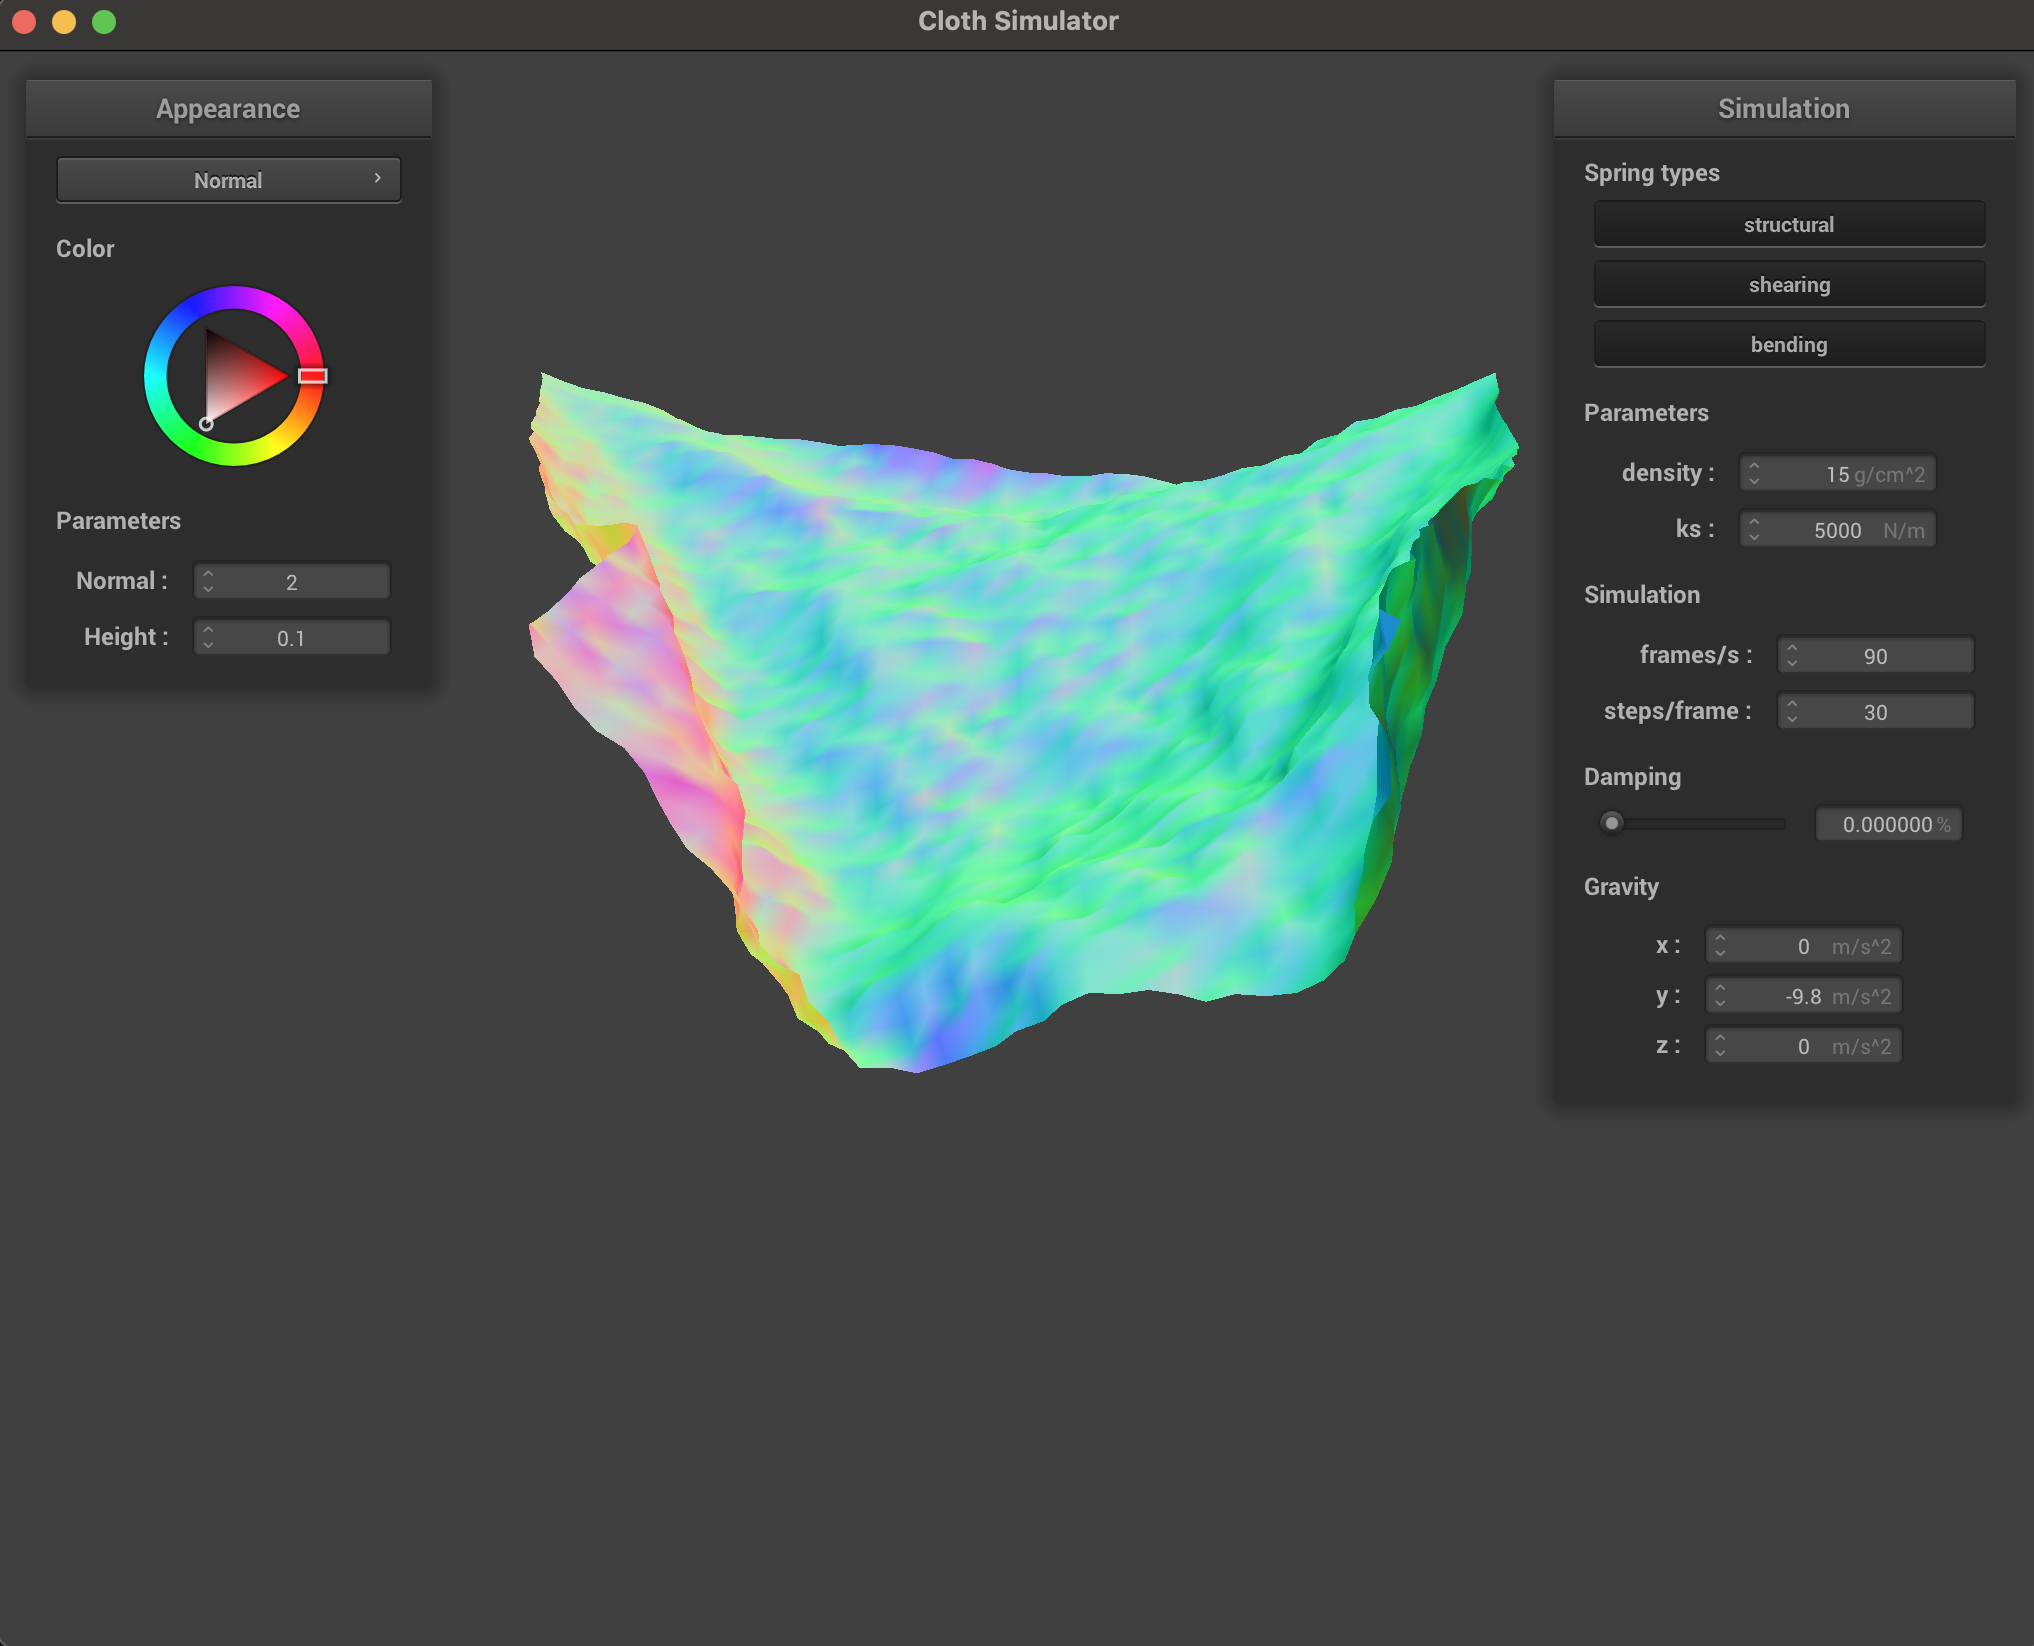 Cloth Simulator
Appearance
Normal
Color
Parameters
Normal : 2
Height : 0.1
Simulation
Spring types
structural
shearing
bending
Parameters
density : 15 g/cm^2
ks : 5000 N/m
Simulation
frames/s : 90
steps/frame : 30
Damping
0.000000 %
Gravity
x : 0 m/s^2
y : -9.8 m/s^2
z : 0 m/s^2